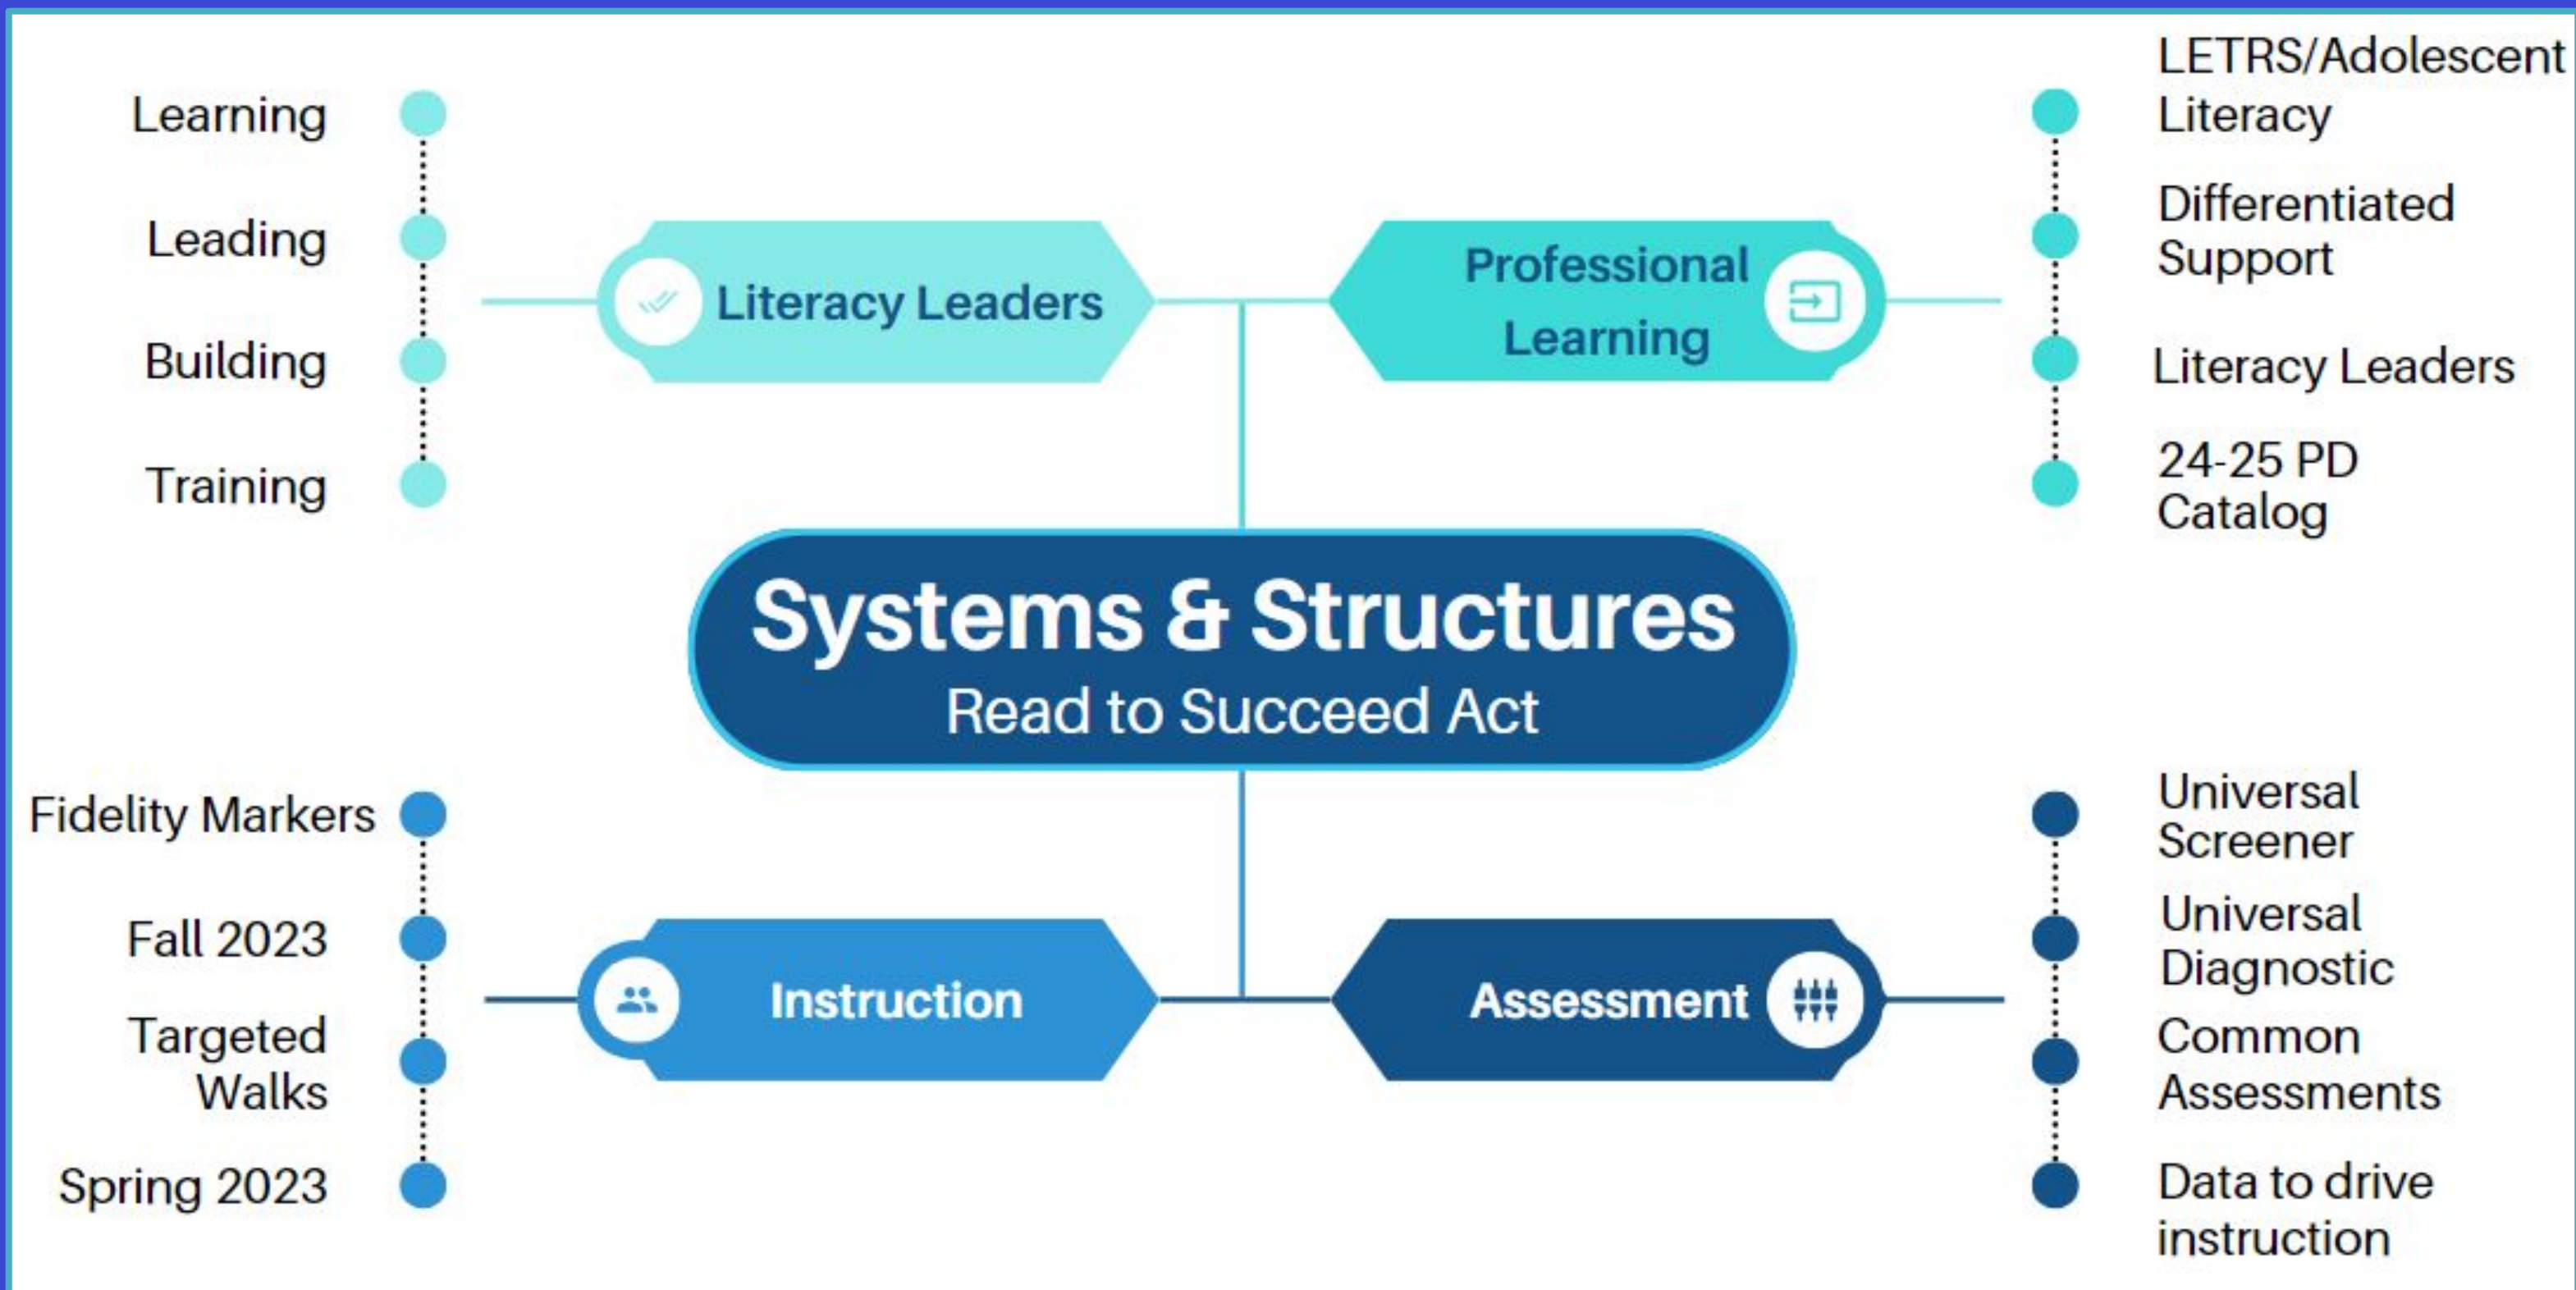 Learning
Leading
Building
Training
Literacy Leaders
Professional
Learning
LETRS/Adolescent
Literacy
Differentiated
Support
Literacy Leaders
24-25 PD
Catalog
Systems & Structures
Read to Succeed Act
Fidelity Markers
Fall 2023
Targeted
Walks
Spring 2023
Instruction
Assessment
Universal
Screener
Universal
Diagnostic
Common
Assessments
Data to drive
instruction